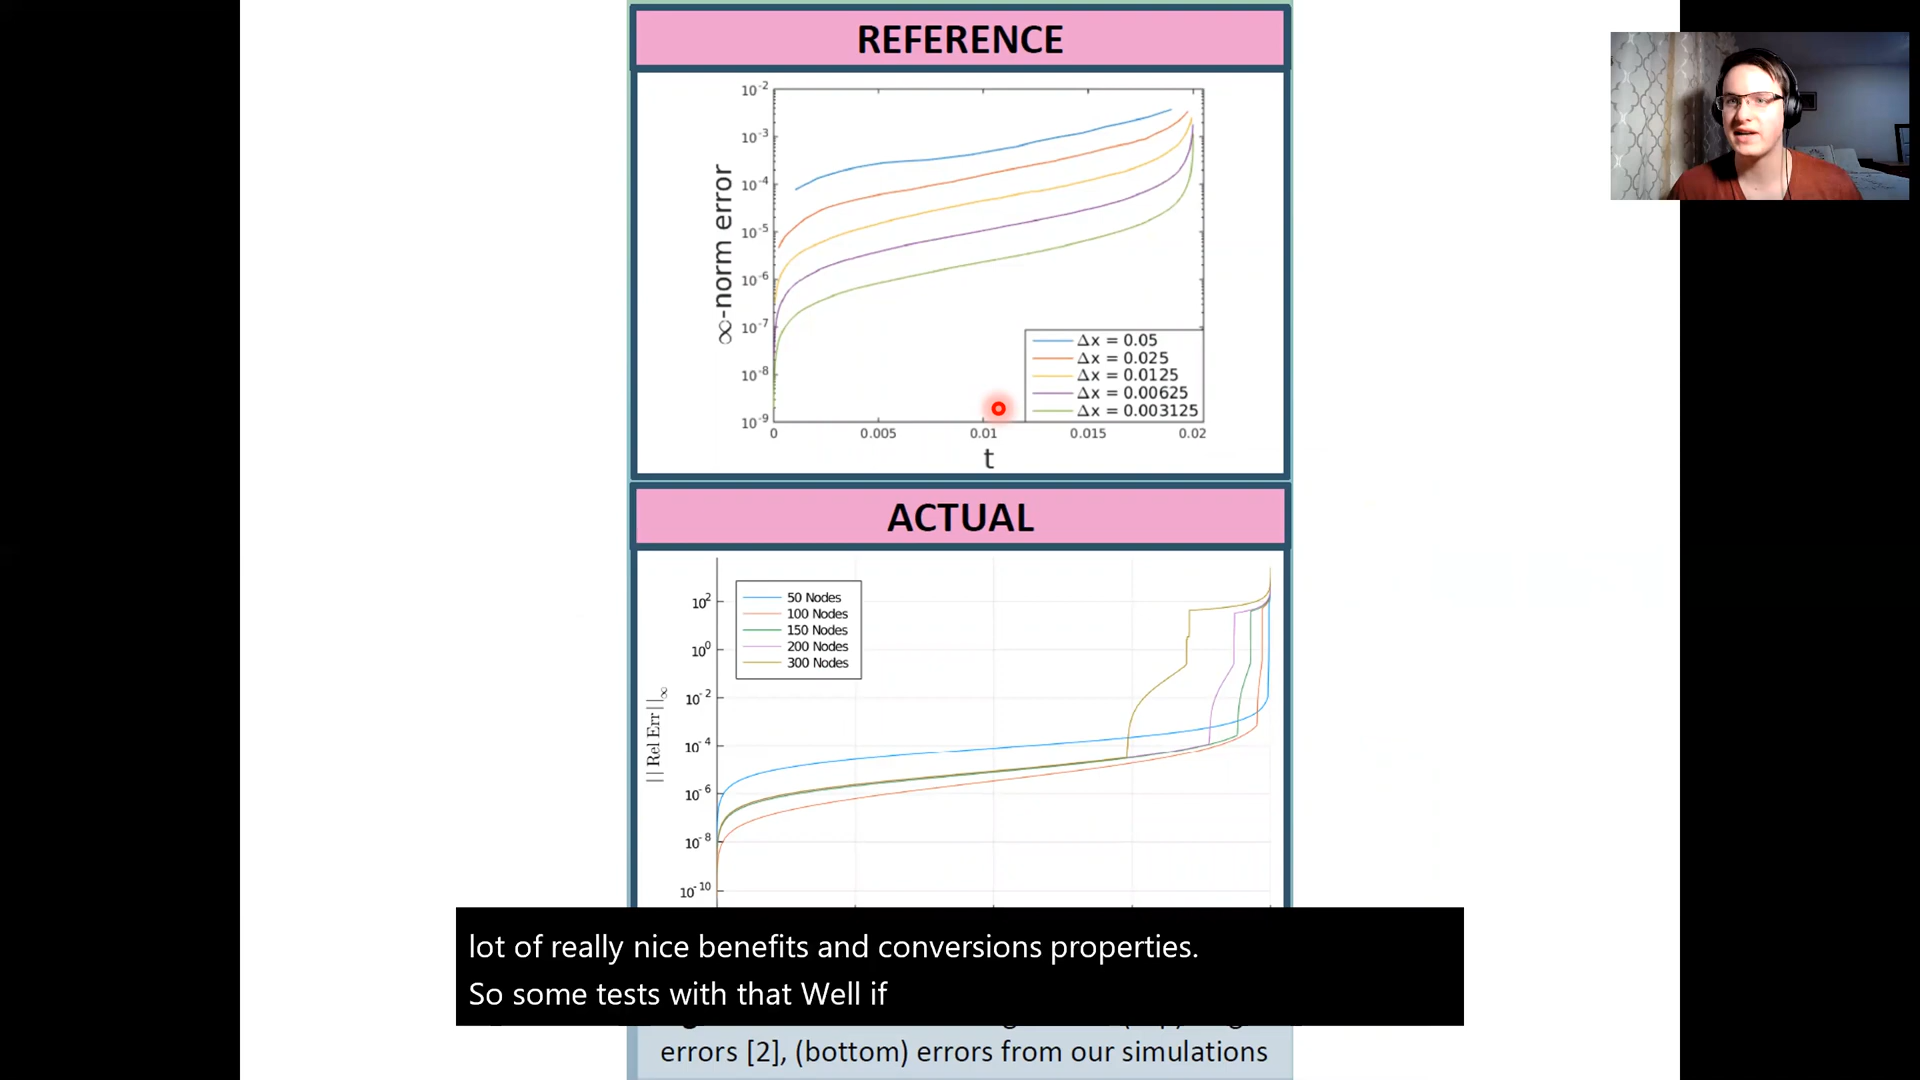 REFERENCE
10-2
10-3
10-4
10-5
10-6
10-7
10-8
10-9
∞-norm error
Δx = 0.05
Δx = 0.025
Δx = 0.0125
Δx = 0.00625
Δx = 0.003125
0 0.005 0.01 0.015 0.02
t
ACTUAL
50 Nodes
100 Nodes
150 Nodes
200 Nodes
300 Nodes
102
100
10-2
10-4
10-6
10-8
10-10
||Rel Err||∞
lot of really nice benefits and conversions properties.
So some tests with that Well if
errors [2], (bottom) errors from our simulations